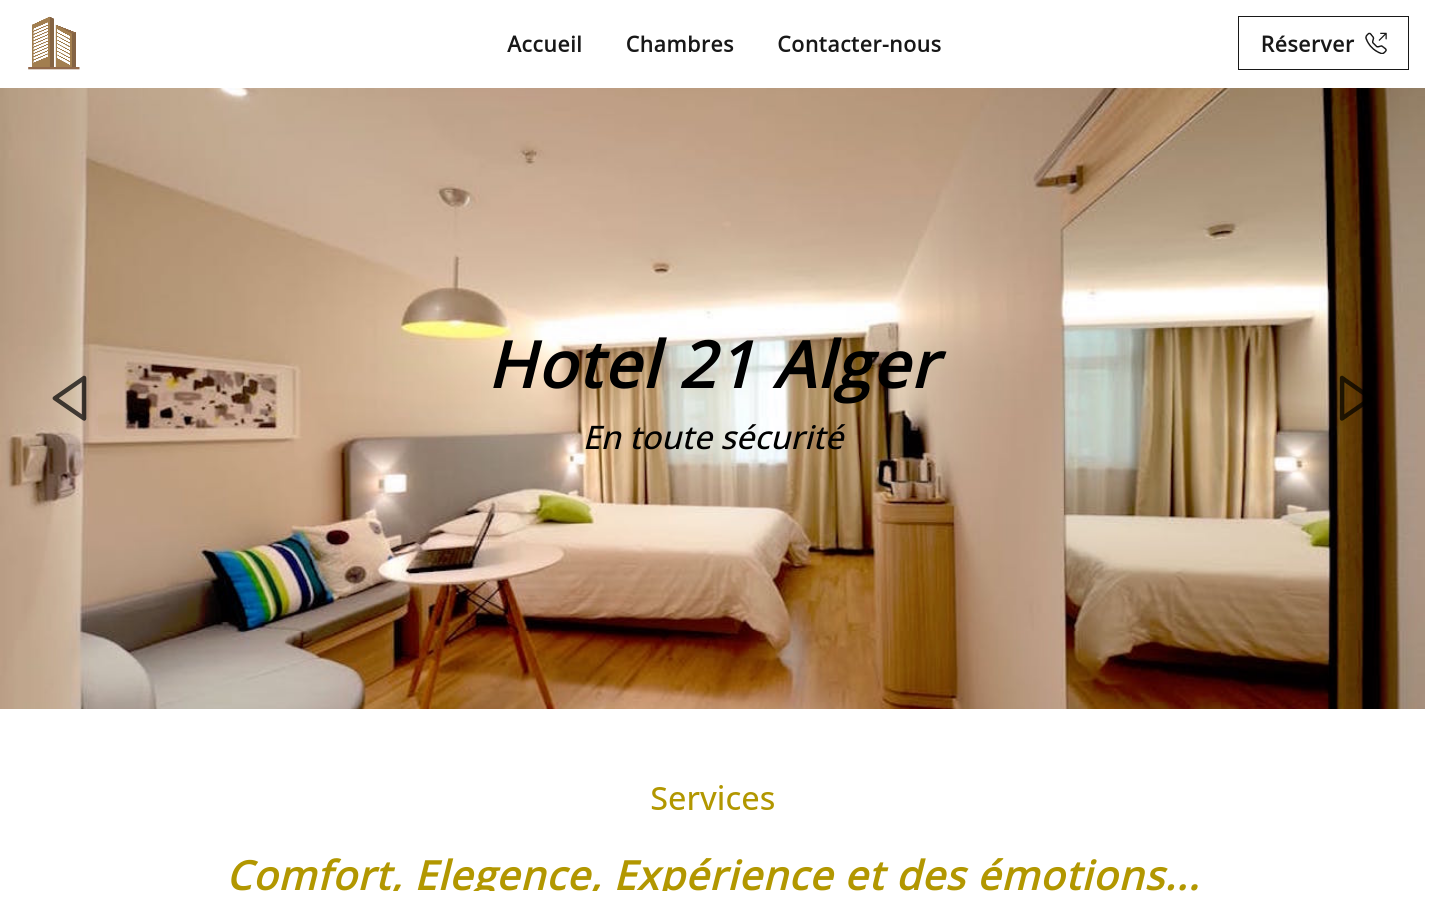 Accueil Chambres Contacter-nous Réserver
Hotel 21 Alger
En toute sécurité
Services
Comfort, Elegence, Expérience et des émotions...